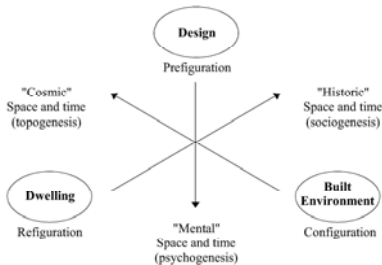 Design
Prefiguration
"Cosmic"
Space and time
(topogenesis)
"Historic"
Space and time
(sociogenesis)
Dwelling
Refiguration
"Mental"
Space and time
(psychogenesis)
Built
Environment
Configuration